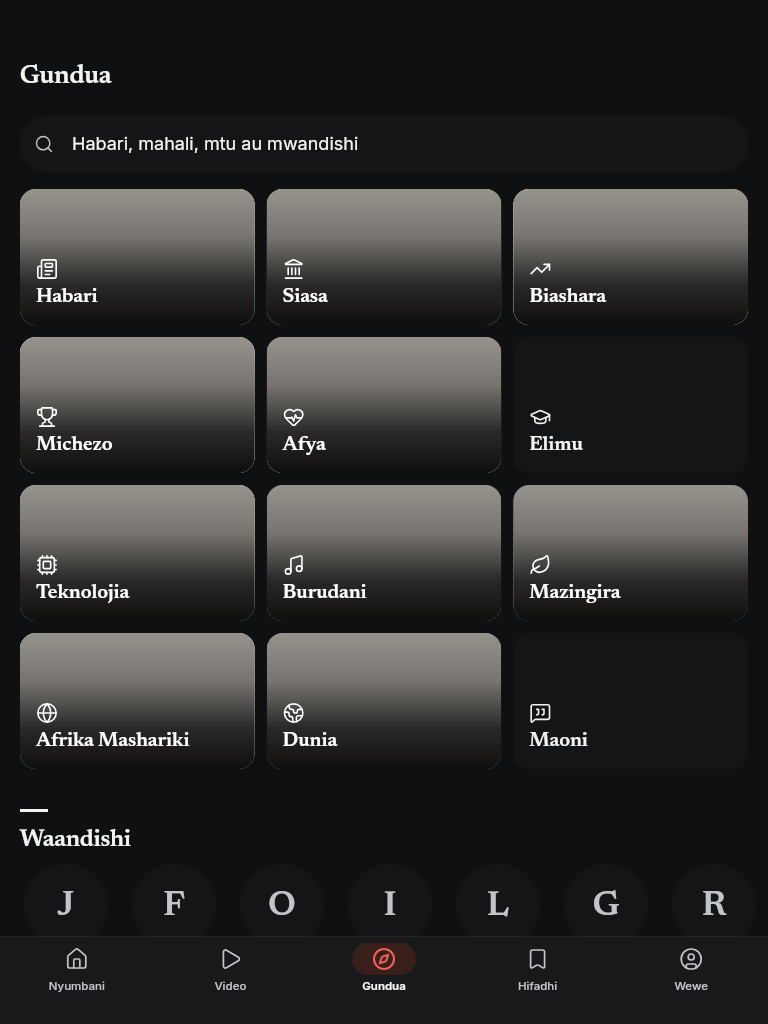 Gundua
Habari, mahali, mtu au mwandishi
Habari
Siasa
Biashara
Michezo
Afya
Elimu
Teknolojia
Burudani
Mazingira
Afrika Mashariki
Dunia
Maoni
Waandishi
J F O I L G R
Nyumbani
Video
Gundua
Hifadhi
Wewe